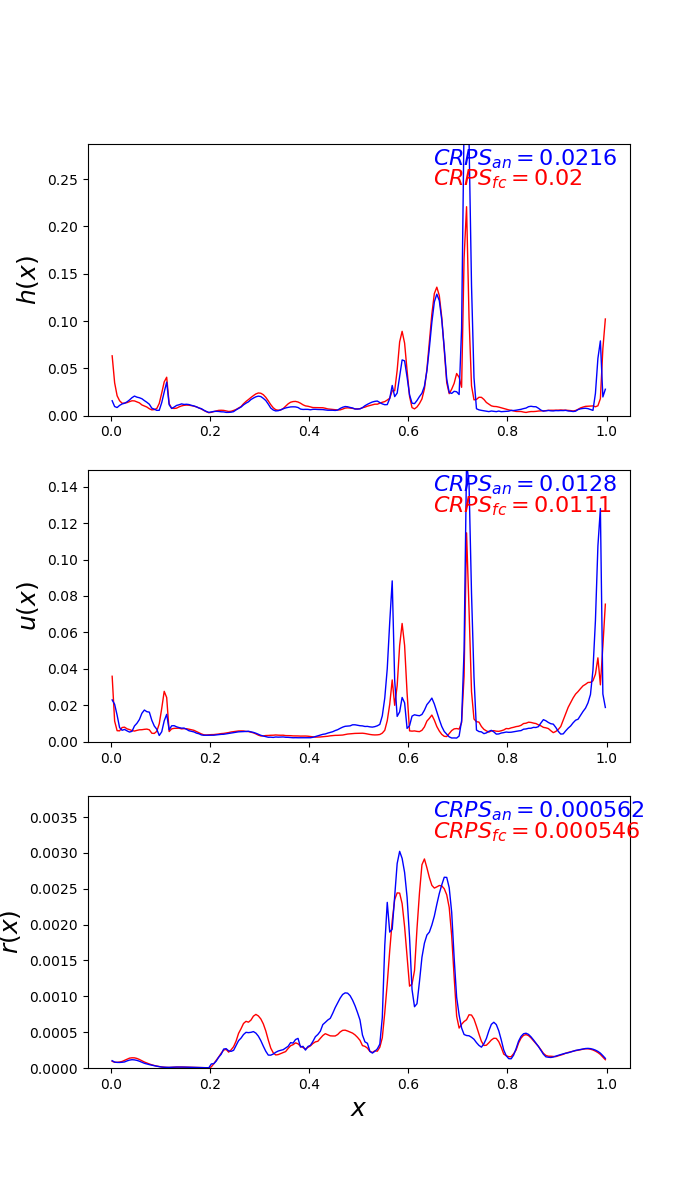 CRPS_an = 0.0216
CRPS_fc = 0.02
0.25
0.20
0.15
0.10
0.05
0.00
h(x)
0.0 0.2 0.4 0.6 0.8 1.0
CRPS_an = 0.0128
CRPS_fc = 0.0111
0.14
0.12
0.10
0.08
0.06
0.04
0.02
0.00
u(x)
0.0 0.2 0.4 0.6 0.8 1.0
CRPS_an = 0.000562
CRPS_fc = 0.000546
0.0035
0.0030
0.0025
0.0020
0.0015
0.0010
0.0005
0.0000
r(x)
0.0 0.2 0.4 0.6 0.8 1.0
x